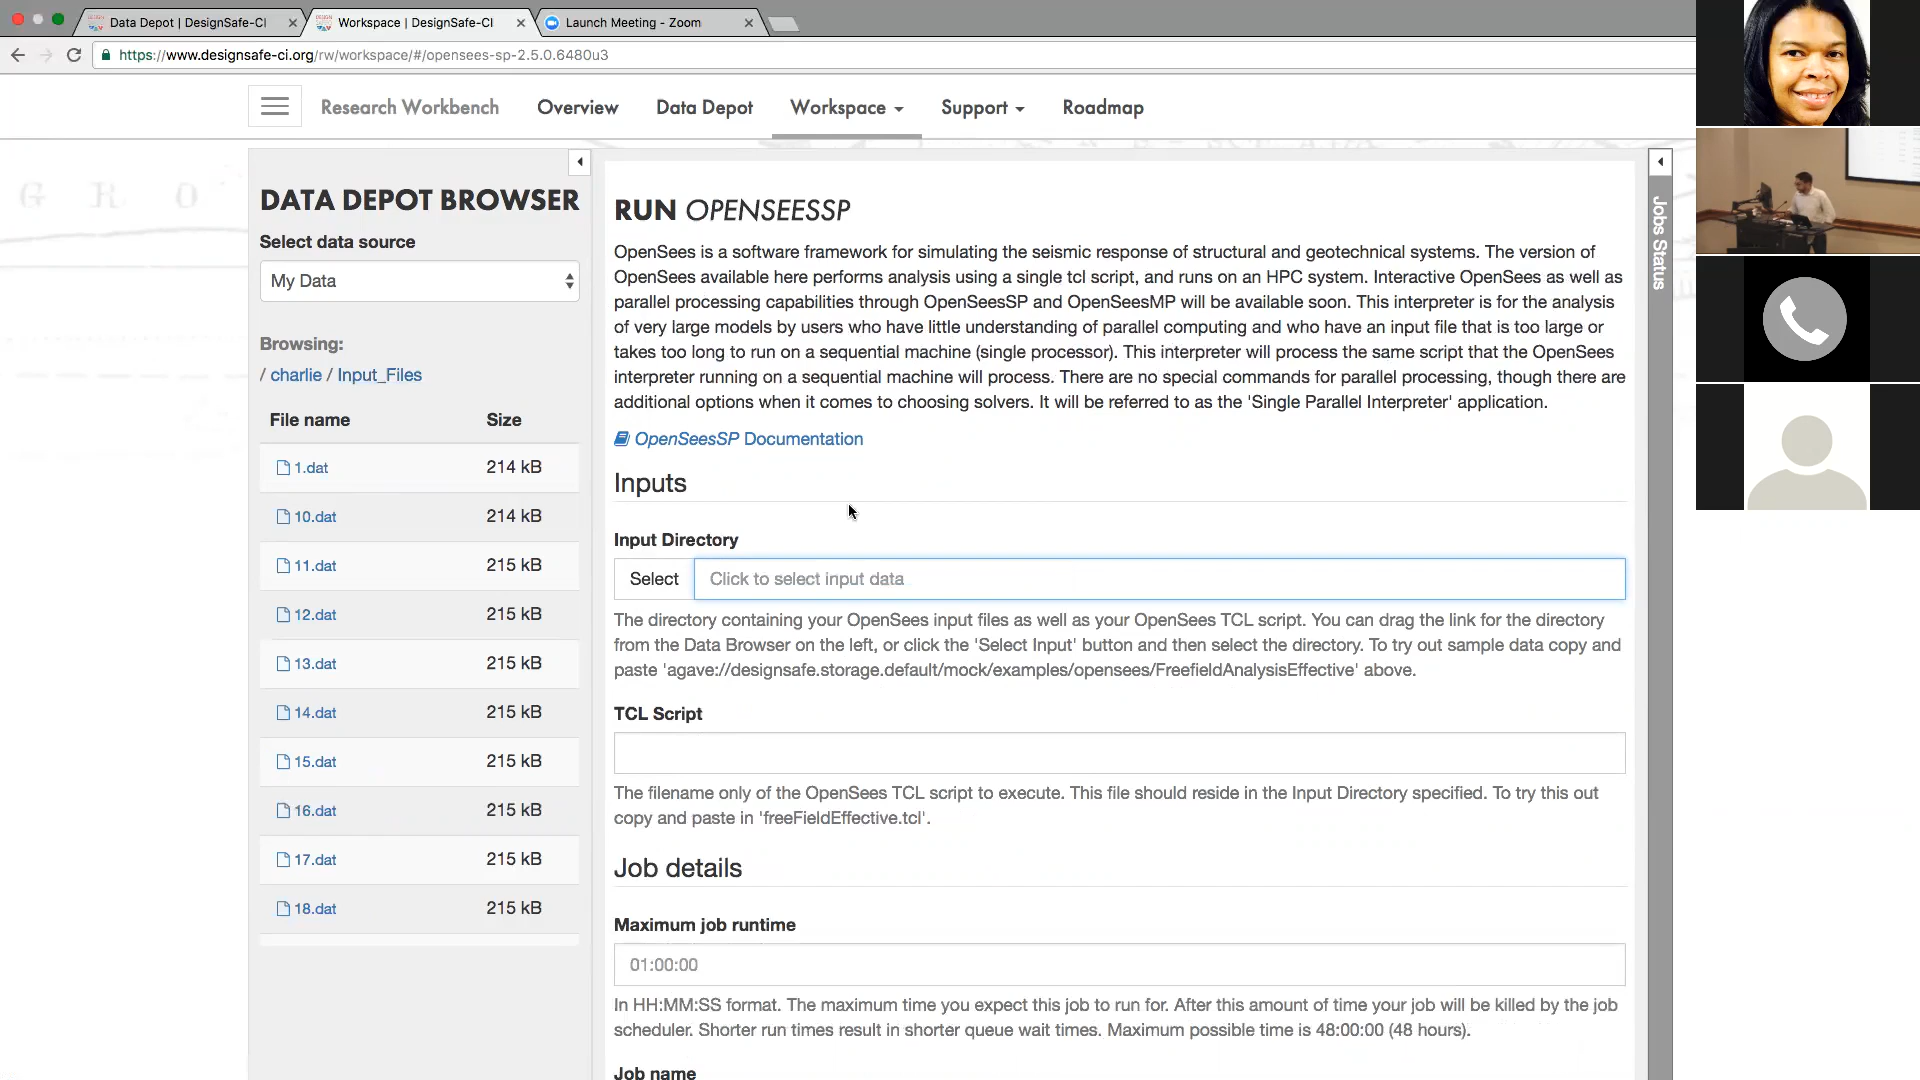 Data Depot | DesignSafe-CI
Workspace | DesignSafe-CI
Launch Meeting - Zoom
https://www.designsafe-ci.org/rw/workspace/#/opensees-sp-2.5.0.6480u3
Research Workbench
Overview
Data Depot
Workspace
Support
Roadmap
DATA DEPOT BROWSER
Select data source
My Data
Browsing:
/ charlie / Input_Files
File name Size
1.dat 214 kB
10.dat 214 kB
11.dat 215 kB
12.dat 215 kB
13.dat 215 kB
14.dat 215 kB
15.dat 215 kB
16.dat 215 kB
17.dat 215 kB
18.dat 215 kB
RUN OPENSEESSP
OpenSees is a software framework for simulating the seismic response of structural and geotechnical systems. The version of
OpenSees available here performs analysis using a single tcl script, and runs on an HPC system. Interactive OpenSees as well as
parallel processing capabilities through OpenSeesSP and OpenSeesMP will be available soon. This interpreter is for the analysis
of very large models by users who have little understanding of parallel computing and who have an input file that is too large or
takes too long to run on a sequential machine (single processor). This interpreter will process the same script that the OpenSees
interpreter running on a sequential machine will process. There are no special commands for parallel processing, though there are
additional options when it comes to choosing solvers. It will be referred to as the 'Single Parallel Interpreter' application.
OpenSeesSP Documentation
Inputs
Input Directory
Select Click to select input data
The directory containing your OpenSees input files as well as your OpenSees TCL script. You can drag the link for the directory
from the Data Browser on the left, or click the 'Select Input' button and then select the directory. To try out sample data copy and
paste 'agave://designsafe.storage.default/mock/examples/opensees/FreefieldAnalysisEffective' above.
TCL Script
The filename only of the OpenSees TCL script to execute. This file should reside in the Input Directory specified. To try this out
copy and paste in 'freeFieldEffective.tcl'.
Job details
Maximum job runtime
01:00:00
In HH:MM:SS format. The maximum time you expect this job to run for. After this amount of time your job will be killed by the job
scheduler. Shorter run times result in shorter queue wait times. Maximum possible time is 48:00:00 (48 hours).
Job name
Jobs Status
G R O